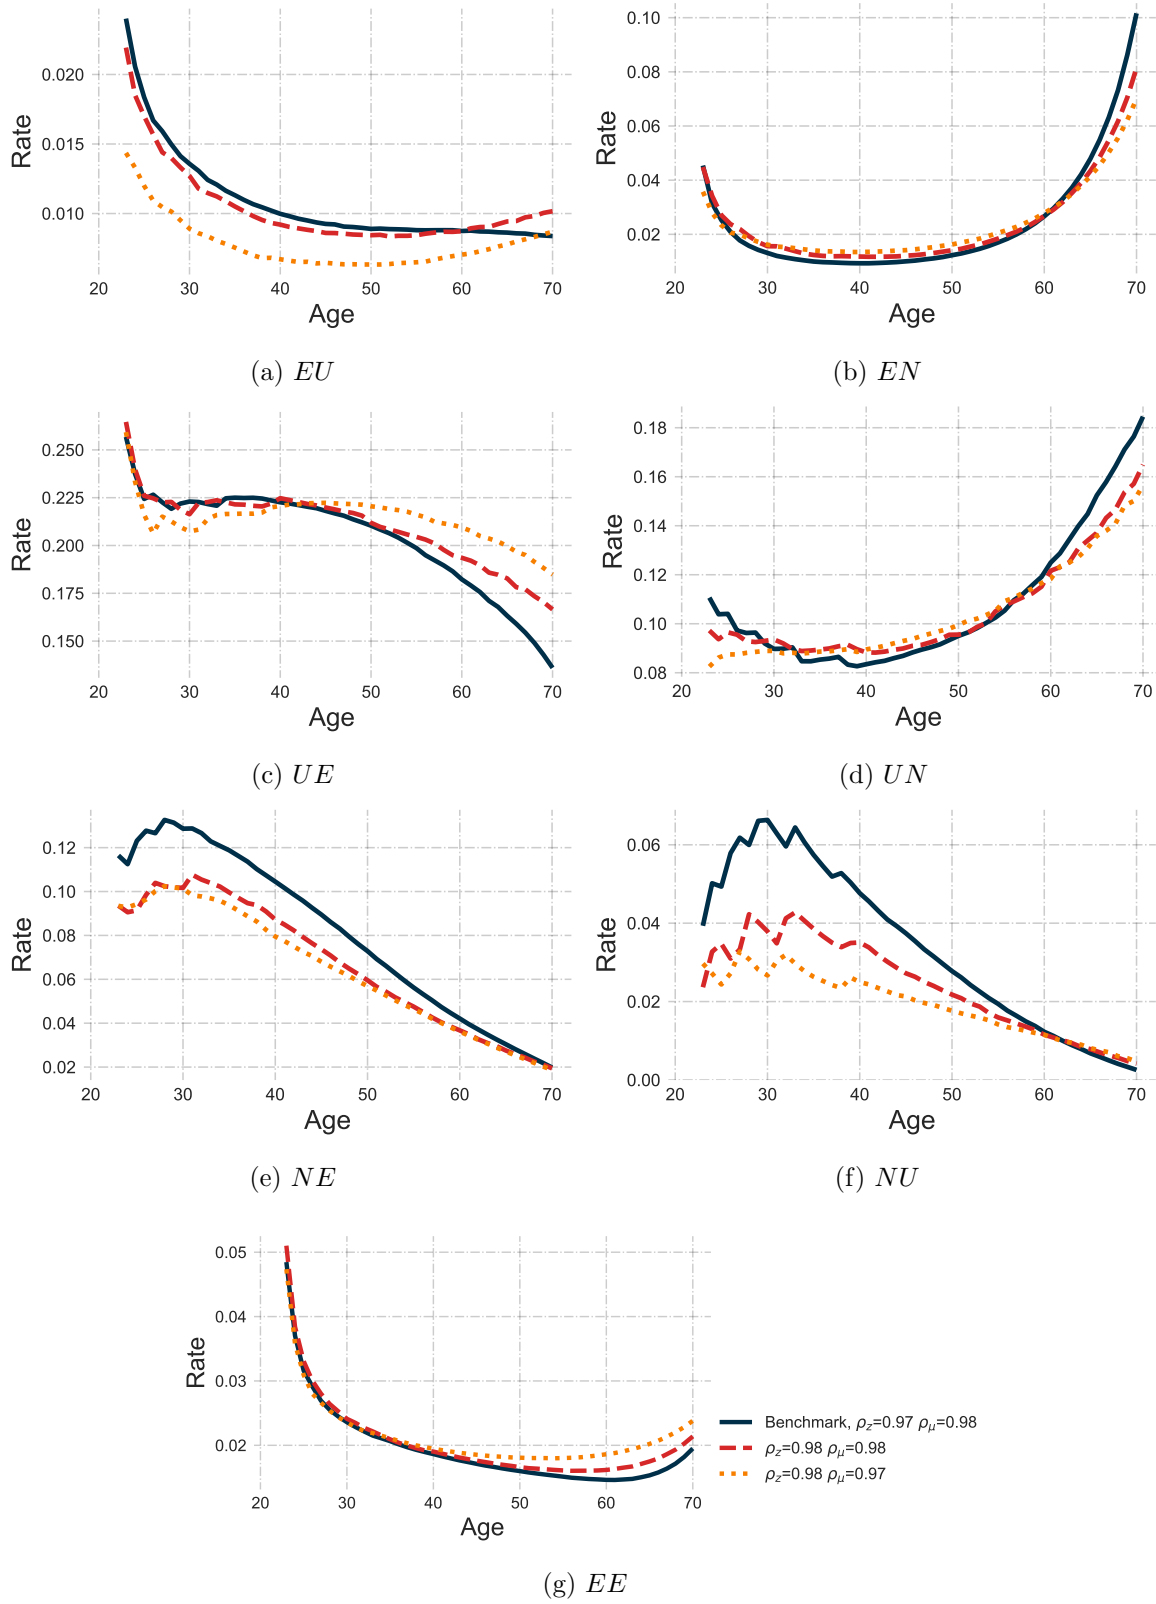 0.020
0.015
0.010
Rate
20 30 40 50 60 70
Age
(a) EU
0.10
0.08
0.06
0.04
0.02
Rate
20 30 40 50 60 70
Age
(b) EN
0.250
0.225
0.200
0.175
0.150
Rate
20 30 40 50 60 70
Age
(c) UE
0.18
0.16
0.14
0.12
0.10
0.08
Rate
20 30 40 50 60 70
Age
(d) UN
0.12
0.10
0.08
0.06
0.04
0.02
Rate
20 30 40 50 60 70
Age
(e) NE
0.06
0.04
0.02
0.00
Rate
20 30 40 50 60 70
Age
(f) NU
0.05
0.04
0.03
0.02
Rate
20 30 40 50 60 70
Age
Benchmark, ρz=0.97 ρμ=0.98
ρz=0.98 ρμ=0.98
ρz=0.98 ρμ=0.97
(g) EE